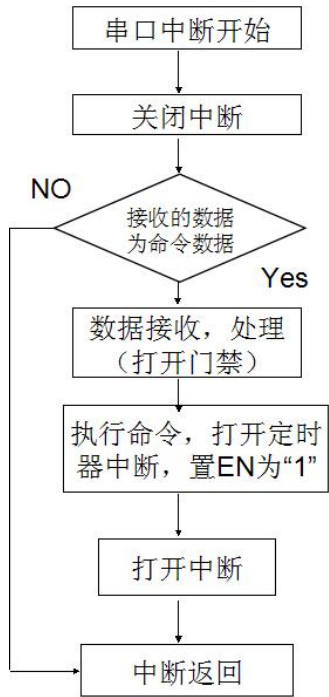 串口中断开始
关闭中断
NO
接收的数据
为命令数据
Yes
数据接收，处理
（打开门禁）
执行命令，打开定时
器中断，置EN为“1”
打开中断
中断返回